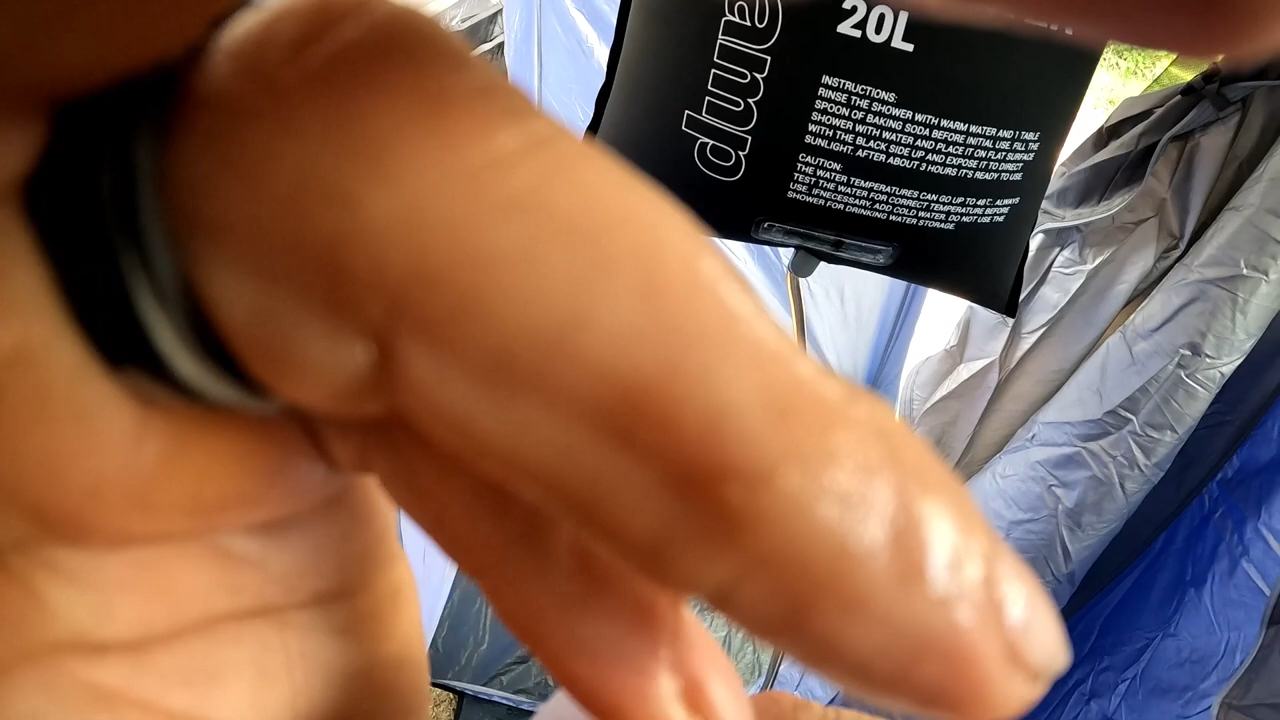 20L
INSTRUCTIONS:
RINSE THE SHOWER WITH WARM WATER AND 1 TABLE
SPOON OF BAKING SODA BEFORE INITIAL USE. FILL THE
SHOWER WITH WATER AND PLACE IT ON FLAT SURFACE
WITH THE BLACK SIDE UP AND EXPOSE IT TO DIRECT
SUNLIGHT. AFTER ABOUT 3 HOURS IT'S READY TO USE.
CAUTION:
THE WATER TEMPERATURES CAN GO UP TO 48℃. ALWAYS
TEST THE WATER FOR CORRECT TEMPERATURE BEFORE
USE. IFNECESSARY, ADD COLD WATER. DO NOT USE THE
SHOWER FOR DRINKING WATER STORAGE.